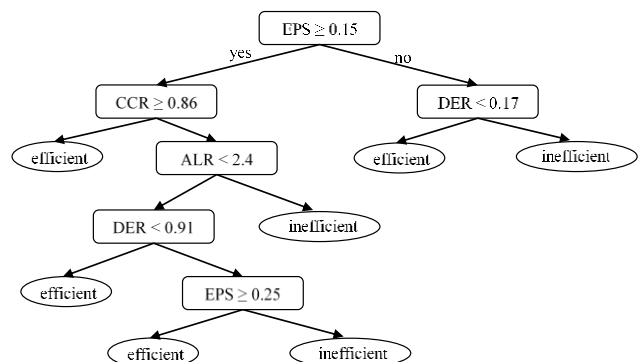 EPS ≥ 0.15
yes
no
CCR ≥ 0.86
DER < 0.17
efficient
ALR < 2.4
efficient
inefficient
DER < 0.91
inefficient
efficient
EPS ≥ 0.25
efficient
inefficient